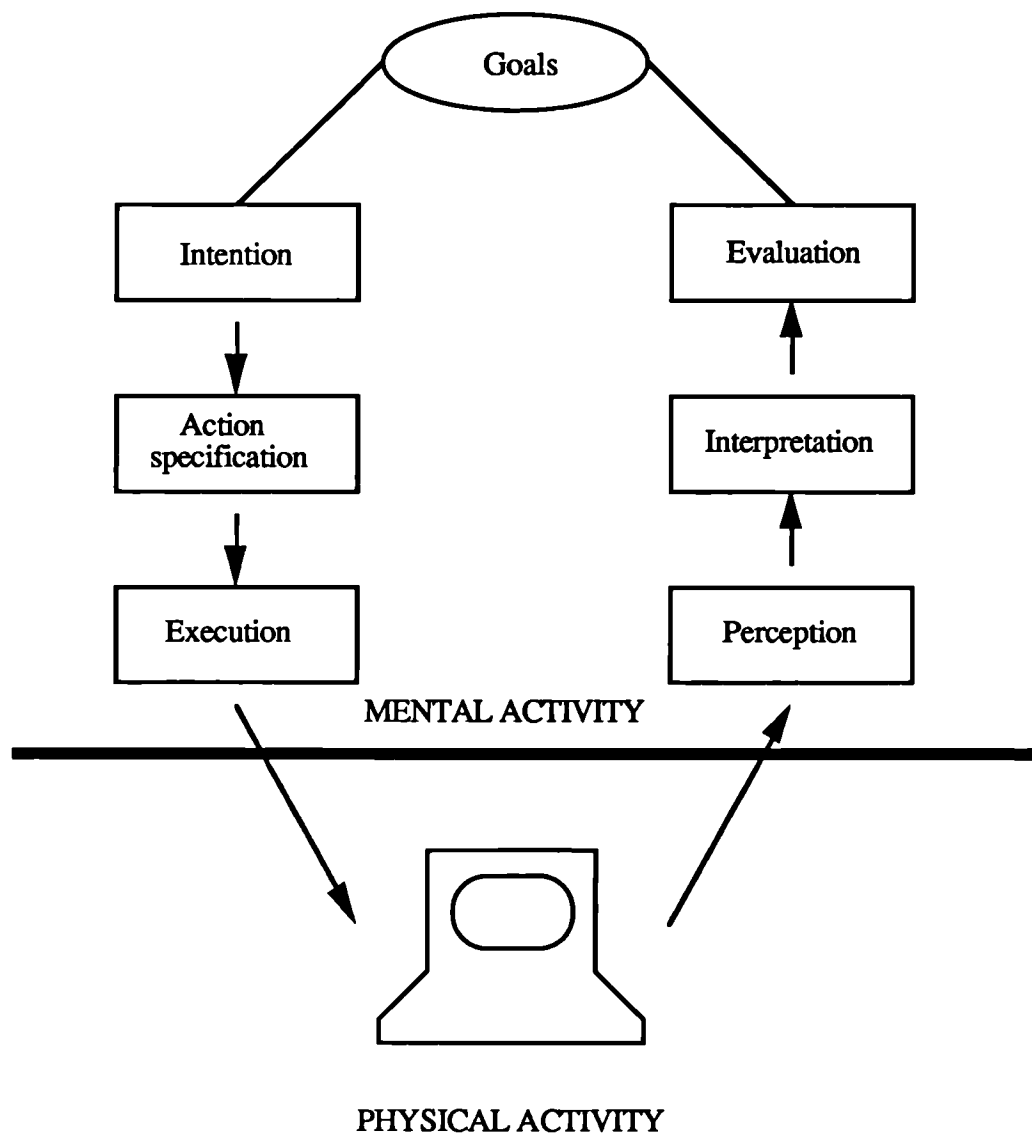 Goals
Intention
Evaluation
Action
specification
Interpretation
Execution
Perception
MENTAL ACTIVITY
PHYSICAL ACTIVITY